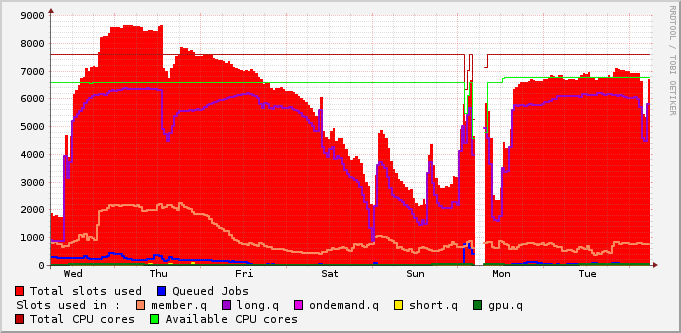 9000
8000
7000
6000
5000
4000
3000
2000
1000
0
Wed Thu Fri Sat Sun Mon Tue
RRDTOOL / TOBI OETIKER
Total slots used Queued Jobs
Slots used in : member.q long.q ondemand.q short.q gpu.q
Total CPU cores Available CPU cores